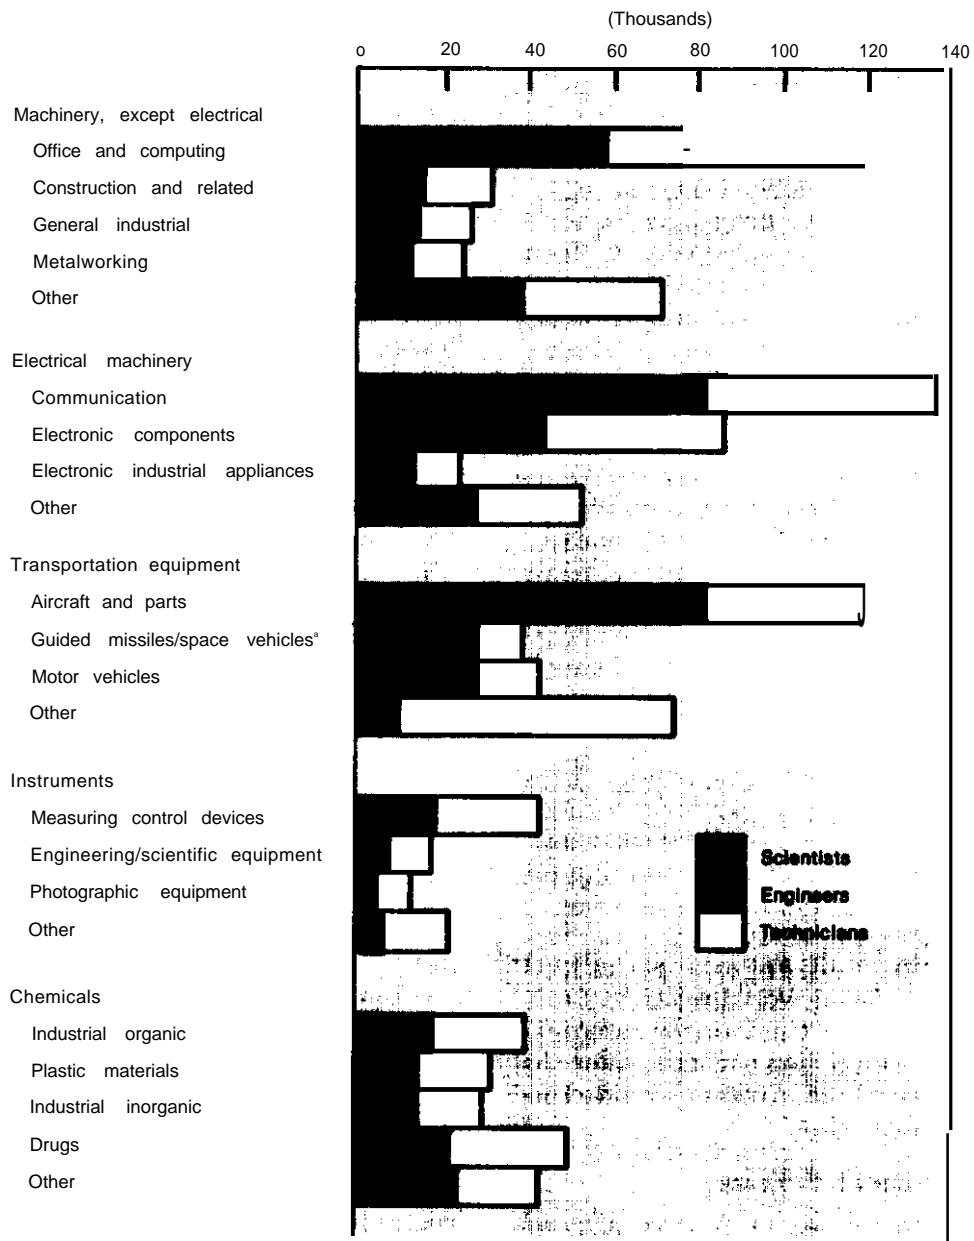 (Thousands)
0 20 40 60 80 100 120 140
Machinery, except electrical
Office and computing
Construction and related
General industrial
Metalworking
Other
Electrical machinery
Communication
Electronic components
Electronic industrial appliances
Other
Transportation equipment
Aircraft and parts
Guided missiles/space vehiclesª
Motor vehicles
Other
Instruments
Measuring control devices
Engineering/scientific equipment
Photographic equipment
Other
Scientists
Engineers
Technicians
Chemicals
Industrial organic
Plastic materials
Industrial inorganic
Drugs
Other